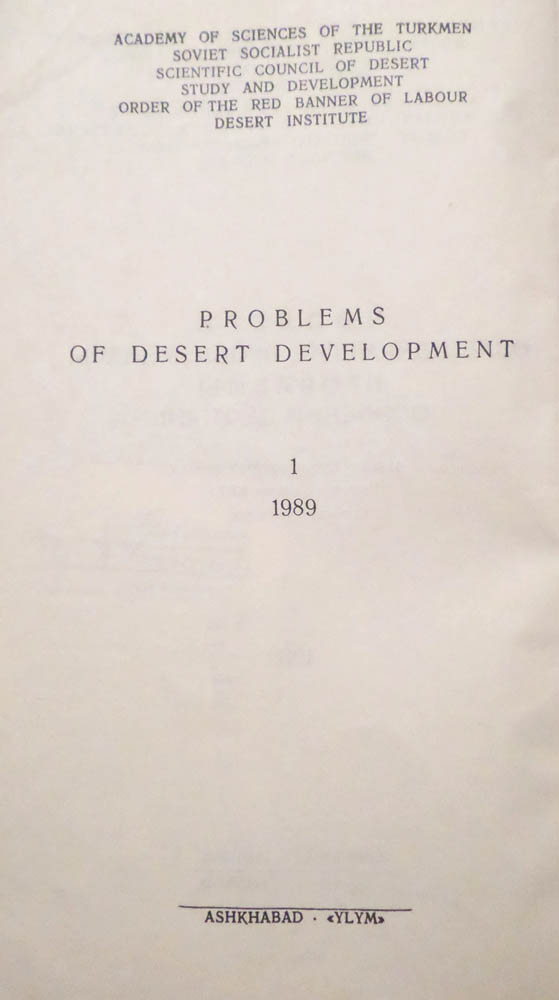 ACADEMY OF SCIENCES OF THE TURKMEN
SOVIET SOCIALIST REPUBLIC
SCIENTIFIC COUNCIL OF DESERT
STUDY AND DEVELOPMENT
ORDER OF THE RED BANNER OF LABOUR
DESERT INSTITUTE
PROBLEMS
OF DESERT DEVELOPMENT
1
1989
ASHKHABAD · «YLYM»